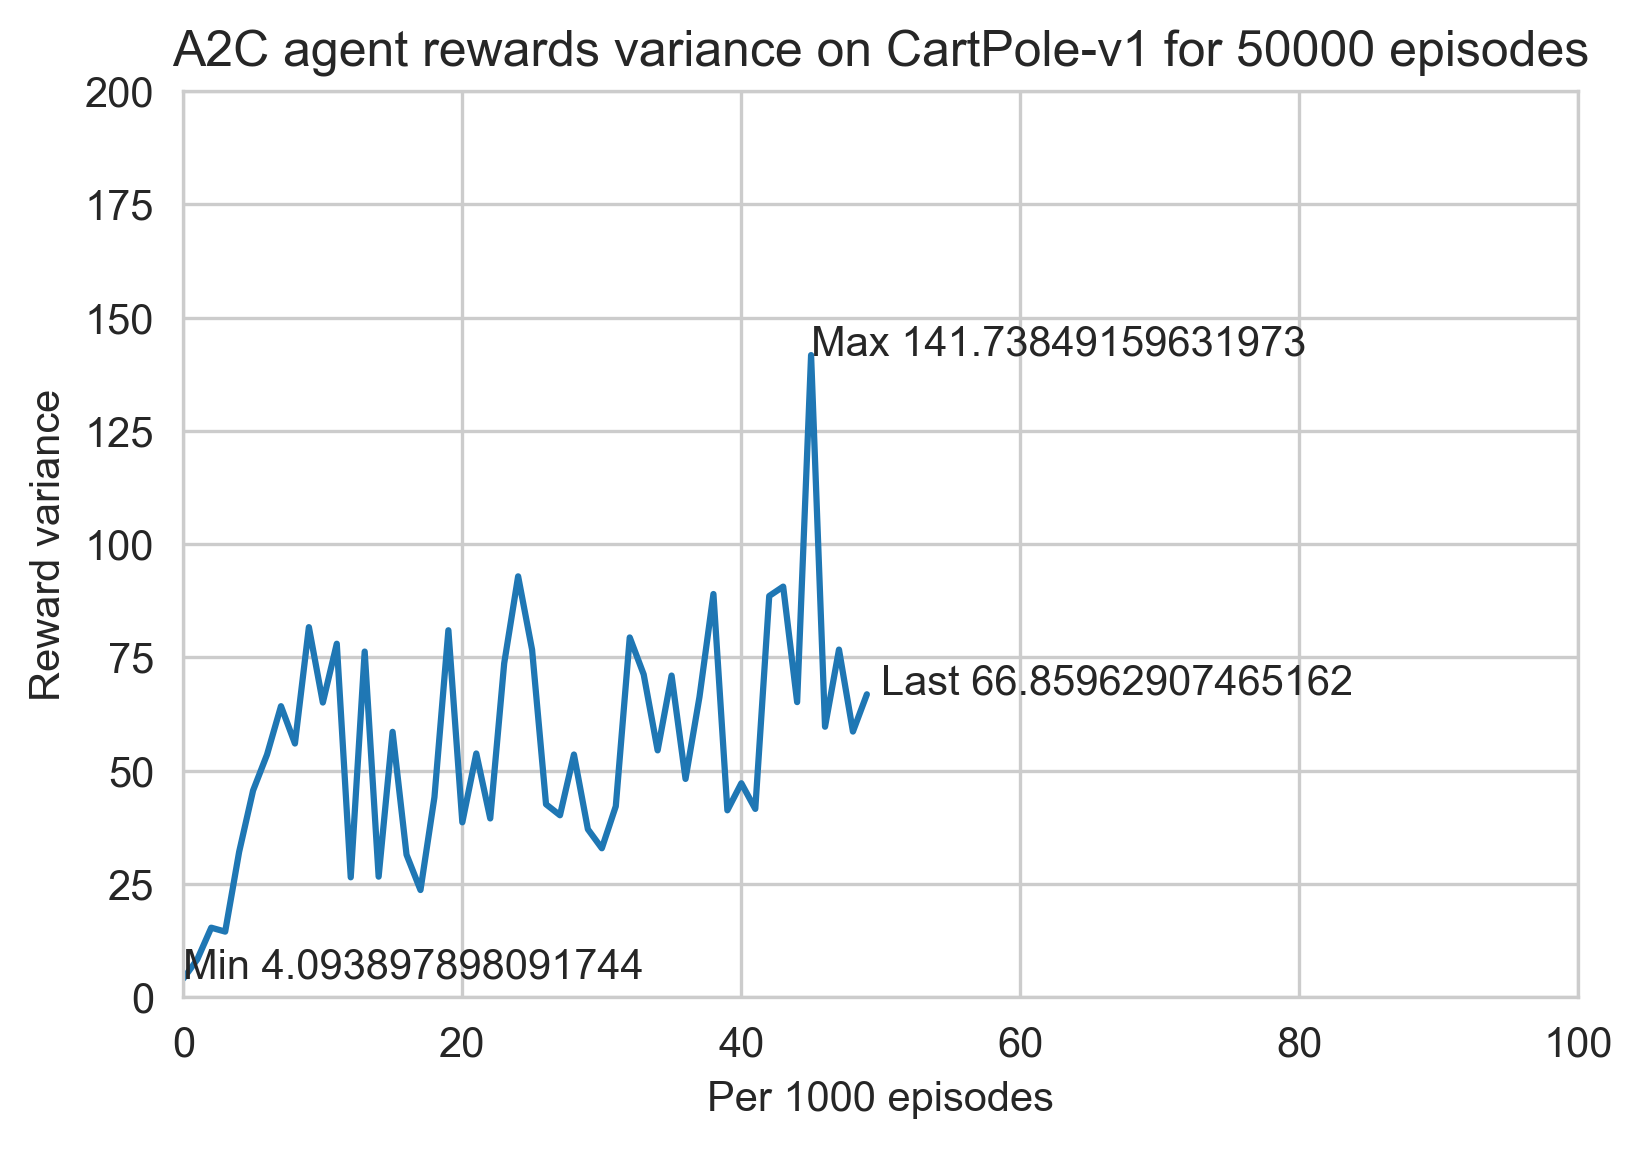 A2C agent rewards variance on CartPole-v1 for 50000 episodes
200
175
150
125
100
75
50
25
0
Reward variance
Max 141.73849159631973
Last 66.85962907465162
Min 4.093897898091744
0 20 40 60 80 100
Per 1000 episodes